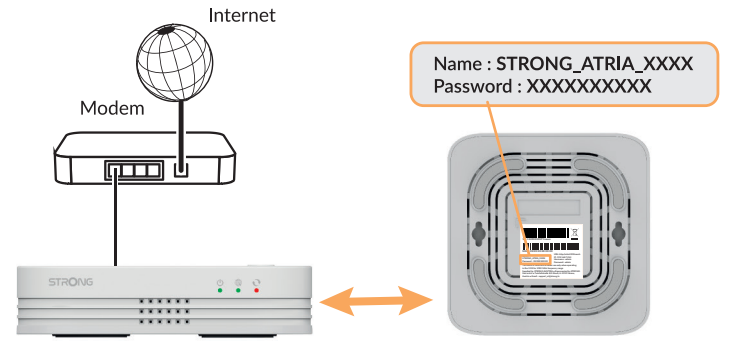 Internet
Modem
Name : STRONG_ATRIA_XXXX
Password : XXXXXXXXXX
STRONG